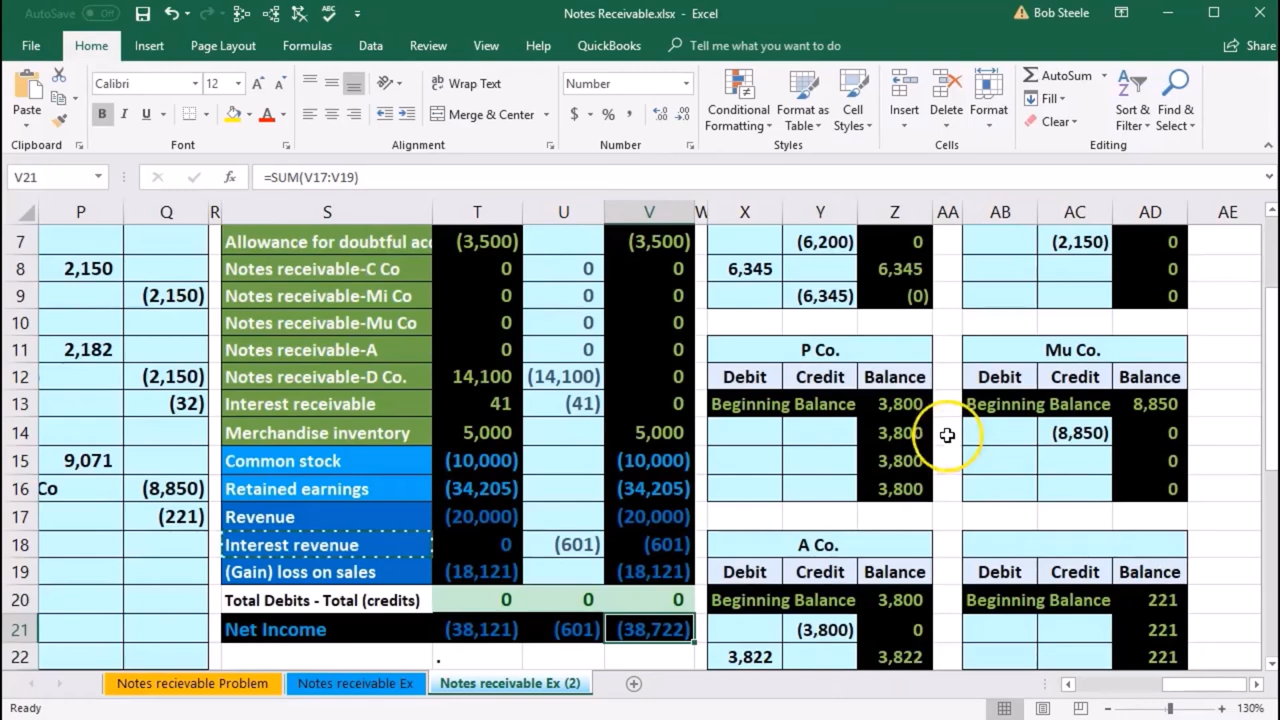 AutoSave Off Notes Receivable.xlsx - Excel Bob Steele
File Home Insert Page Layout Formulas Data Review View Help QuickBooks Tell me what you want to do Share
Calibri 12 Wrap Text Number AutoSum
Paste B I U Merge & Center $ % Conditional Formatting Format as Table Cell Styles Insert Delete Format Fill Clear Sort & Filter Find & Select
Clipboard Font Alignment Number Styles Cells Editing
V21 fx =SUM(V17:V19)
P Q R S T U V W X Y Z AA AB AC AD AE
7 Allowance for doubtful acc (3,500) (3,500) (6,200) 0 (2,150) 0
8 2,150 Notes receivable-C Co 0 0 0 6,345 6,345 0
9 (2,150) Notes receivable-Mi Co 0 0 0 (6,345) (0) 0
10 Notes receivable-Mu Co 0 0 0
11 2,182 Notes receivable-A 0 0 0 P Co. Mu Co.
12 (2,150) Notes receivable-D Co. 14,100 (14,100) 0 Debit Credit Balance Debit Credit Balance
13 (32) Interest receivable 41 (41) 0 Beginning Balance 3,800 Beginning Balance 8,850
14 Merchandise inventory 5,000 5,000 3,800 (8,850) 0
15 9,071 Common stock (10,000) (10,000) 3,800 0
16 Co (8,850) Retained earnings (34,205) (34,205) 3,800 0
17 (221) Revenue (20,000) (20,000)
18 Interest revenue 0 (601) (601) A Co.
19 (Gain) loss on sales (18,121) (18,121) Debit Credit Balance Debit Credit Balance
20 Total Debits - Total (credits) 0 0 0 Beginning Balance 3,800 Beginning Balance 221
21 Net Income (38,121) (601) (38,722) (3,800) 0 221
22 . 3,822 3,822 221
Notes recievable Problem Notes receivable Ex Notes receivable Ex (2)
Ready 130%